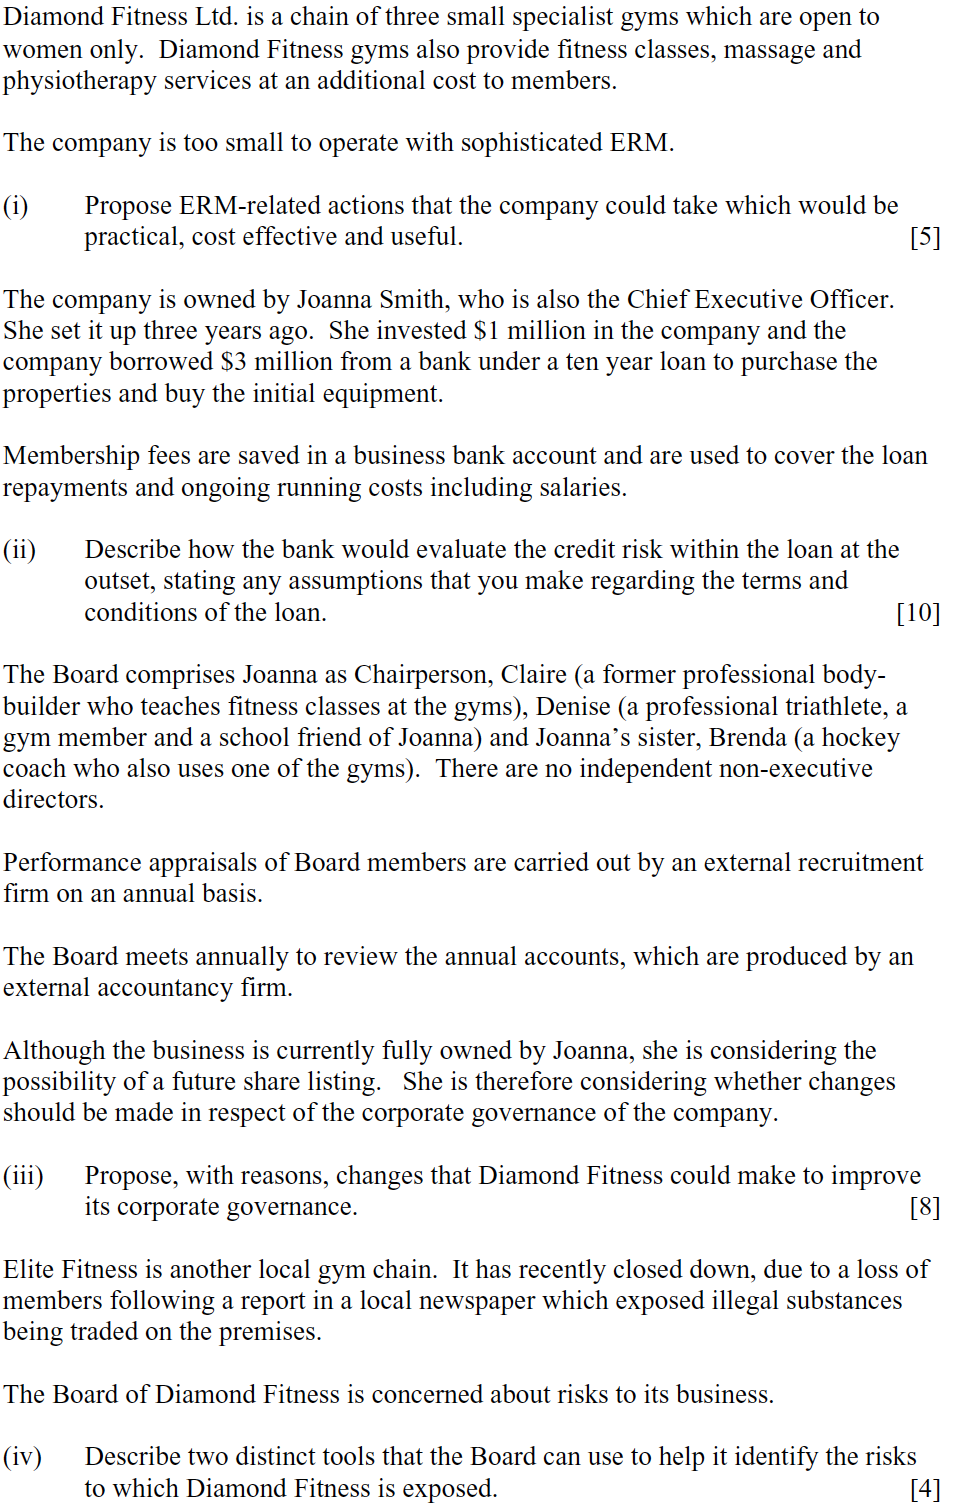 Diamond Fitness Ltd. is a chain of three small specialist gyms which are open to
women only.  Diamond Fitness gyms also provide fitness classes, massage and
physiotherapy services at an additional cost to members.
The company is too small to operate with sophisticated ERM.
(i) Propose ERM-related actions that the company could take which would be
practical, cost effective and useful. [5]
The company is owned by Joanna Smith, who is also the Chief Executive Officer.
She set it up three years ago.  She invested $1 million in the company and the
company borrowed $3 million from a bank under a ten year loan to purchase the
properties and buy the initial equipment.
Membership fees are saved in a business bank account and are used to cover the loan
repayments and ongoing running costs including salaries.
(ii) Describe how the bank would evaluate the credit risk within the loan at the
outset, stating any assumptions that you make regarding the terms and
conditions of the loan. [10]
The Board comprises Joanna as Chairperson, Claire (a former professional body-
builder who teaches fitness classes at the gyms), Denise (a professional triathlete, a
gym member and a school friend of Joanna) and Joanna's sister, Brenda (a hockey
coach who also uses one of the gyms).  There are no independent non-executive
directors.
Performance appraisals of Board members are carried out by an external recruitment
firm on an annual basis.
The Board meets annually to review the annual accounts, which are produced by an
external accountancy firm.
Although the business is currently fully owned by Joanna, she is considering the
possibility of a future share listing.   She is therefore considering whether changes
should be made in respect of the corporate governance of the company.
(iii) Propose, with reasons, changes that Diamond Fitness could make to improve
its corporate governance. [8]
Elite Fitness is another local gym chain.  It has recently closed down, due to a loss of
members following a report in a local newspaper which exposed illegal substances
being traded on the premises.
The Board of Diamond Fitness is concerned about risks to its business.
(iv) Describe two distinct tools that the Board can use to help it identify the risks
to which Diamond Fitness is exposed. [4]